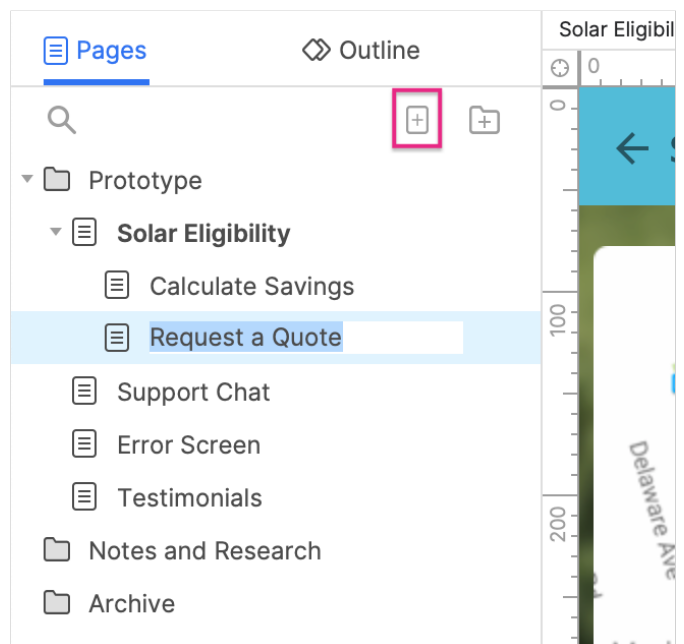 Pages
Outline
Solar Eligibil
0
0
Prototype
Solar Eligibility
Calculate Savings
Request a Quote
100
Support Chat
Error Screen
Delaware Ave
Testimonials
200
Notes and Research
Archive